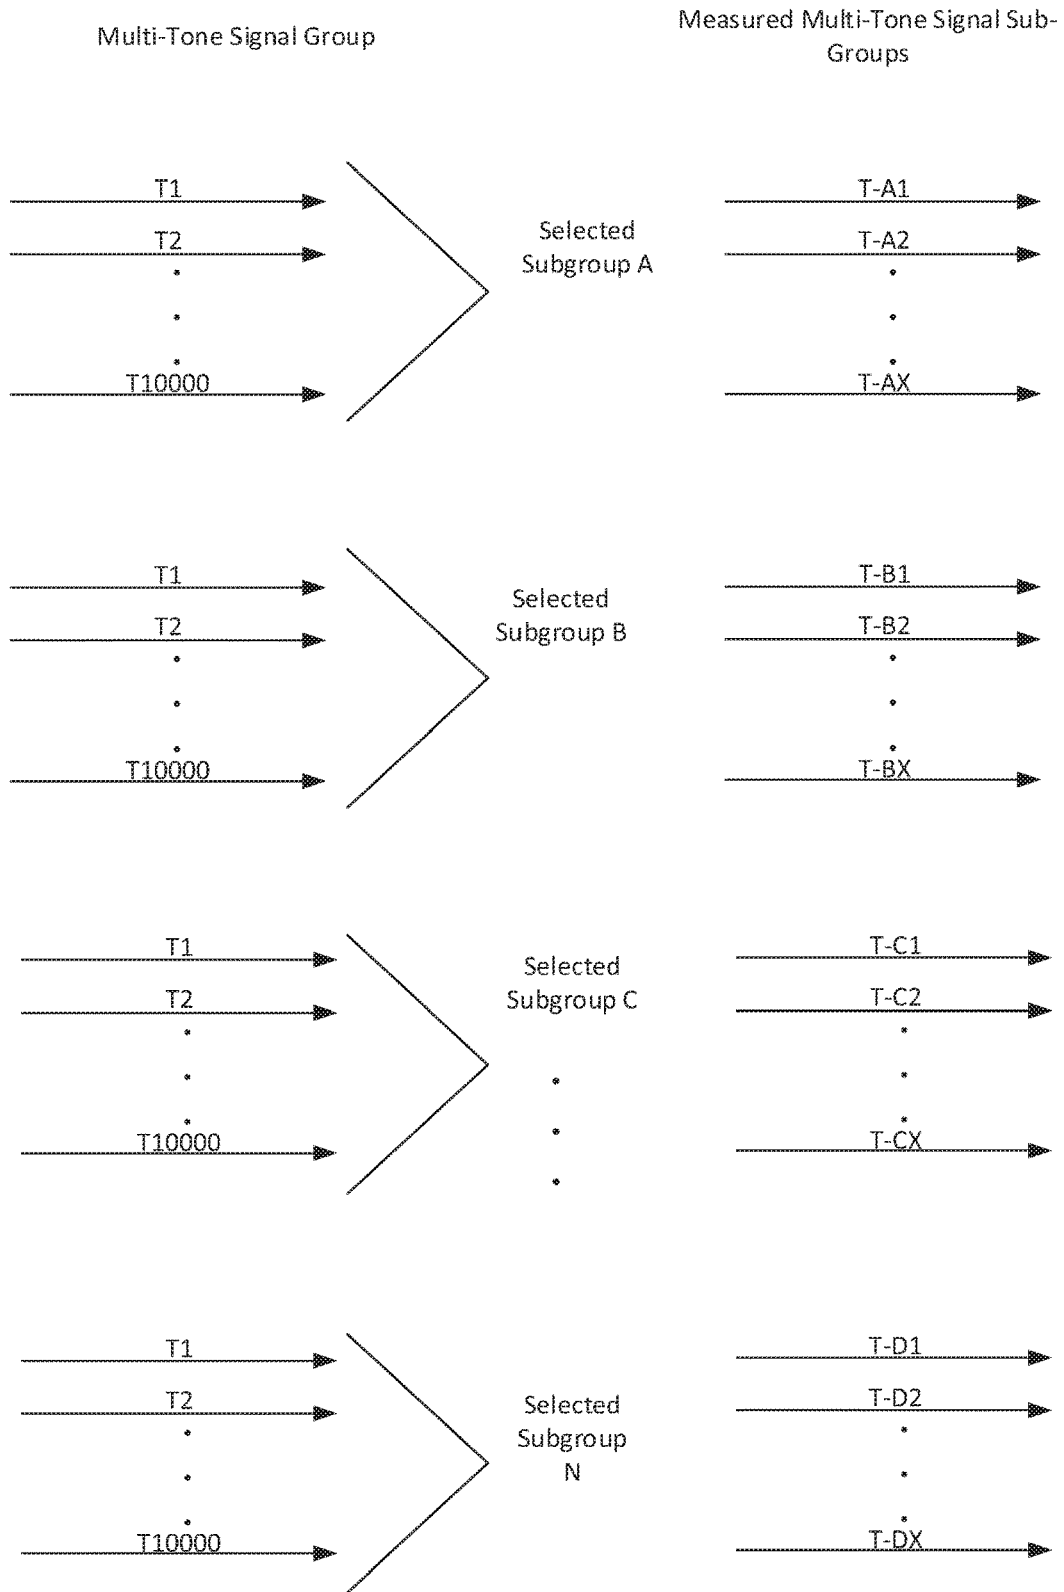 Multi-Tone Signal Group
Measured Multi-Tone Signal Sub-
Groups
T1
T2
T10000
Selected
Subgroup A
T-A1
T-A2
T-AX
T1
T2
T10000
Selected
Subgroup B
T-B1
T-B2
T-BX
T1
T2
T10000
Selected
Subgroup C
T-C1
T-C2
T-CX
T1
T2
T10000
Selected
Subgroup
N
T-D1
T-D2
T-DX